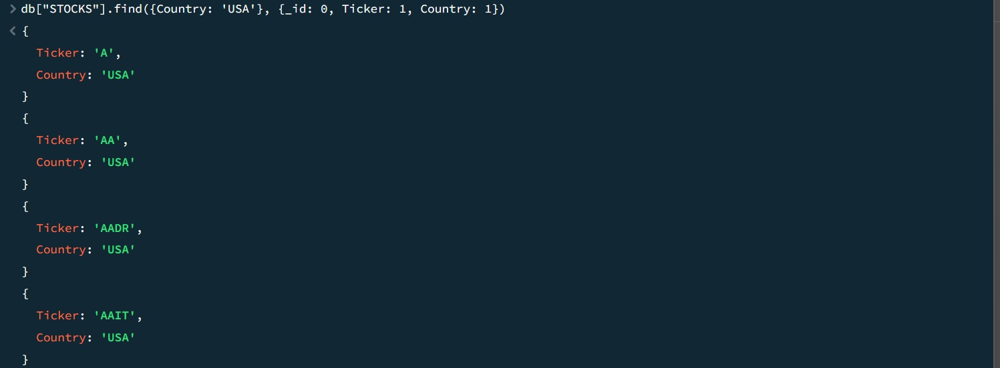 > db["STOCKS"].find({Country: 'USA'}, {_id: 0, Ticker: 1, Country: 1})
< {
Ticker: 'A',
Country: 'USA'
}
{
Ticker: 'AA',
Country: 'USA'
}
{
Ticker: 'AADR',
Country: 'USA'
}
{
Ticker: 'AAIT',
Country: 'USA'
}